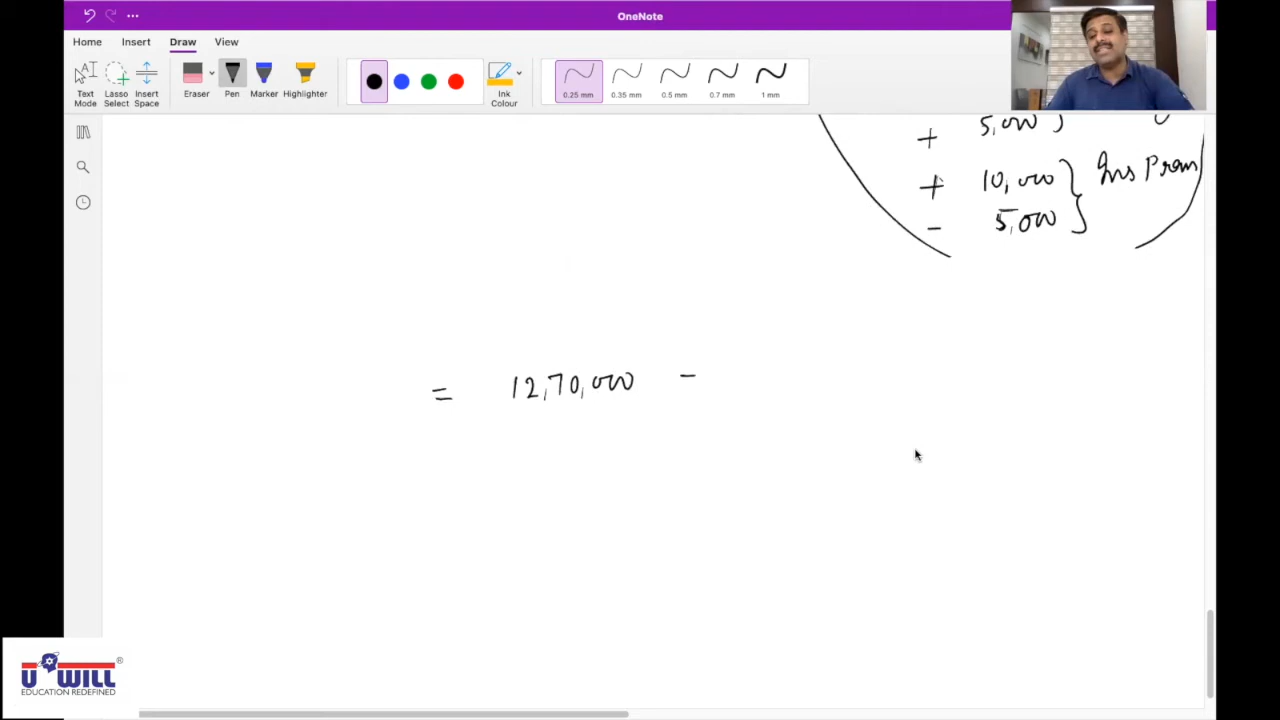 OneNote
Home Insert Draw View
Text Mode Lasso Select Insert Space Eraser Pen Marker Highlighter Ink Colour 0.25 mm 0.35 mm 0.5 mm 0.7 mm 1 mm
+ 5,000 )
+ 10,000 } Ins Prem
- 5,000
= 12,70,000 -
U WILL ®
EDUCATION REDEFINED